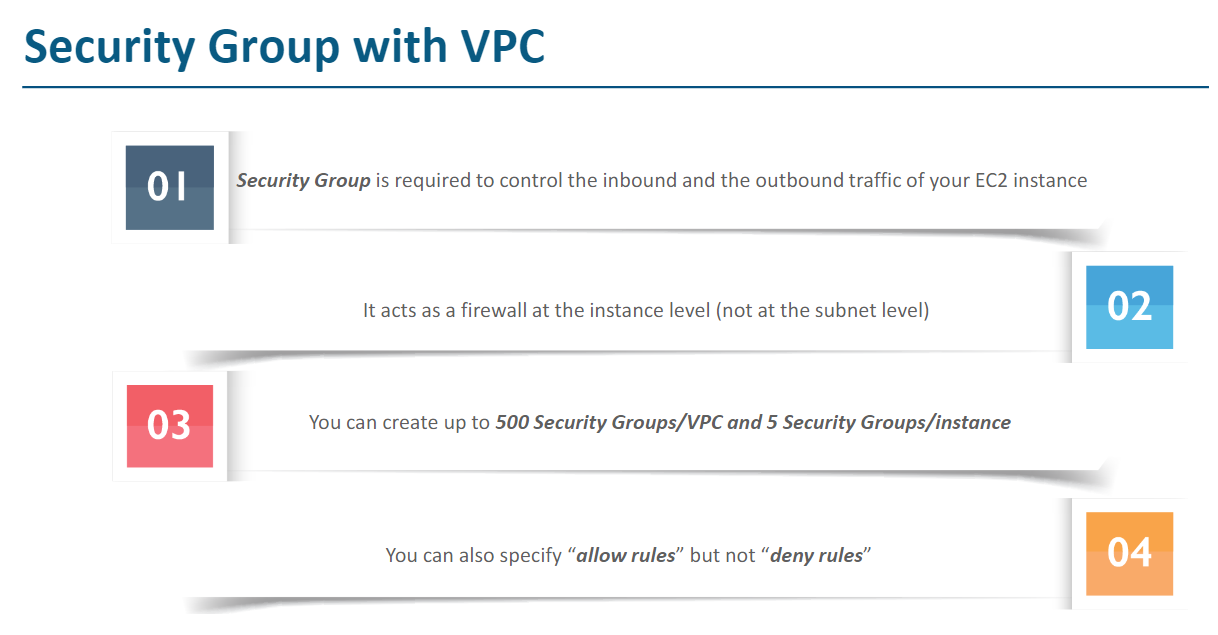 Security Group with VPC
01
Security Group is required to control the inbound and the outbound traffic of your EC2 instance
It acts as a firewall at the instance level (not at the subnet level)
02
03
You can create up to 500 Security Groups/VPC and 5 Security Groups/instance
You can also specify “allow rules” but not “deny rules”
04